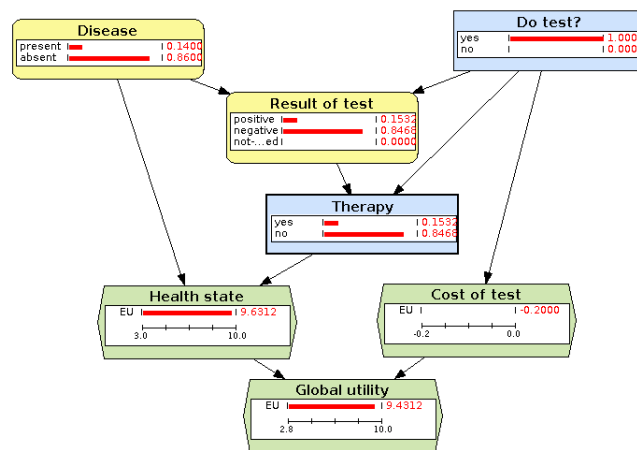 Disease
present 0.1400
absent 0.8600
Do test?
yes 1.000
no 0.000
Result of test
positive 0.1532
negative 0.8468
not-...ed 0.0000
Therapy
yes 0.1532
no 0.8468
Health state
EU 9.6312
3.0 10.0
Cost of test
EU -0.2000
-0.2 0.0
Global utility
EU 9.4312
2.8 10.0